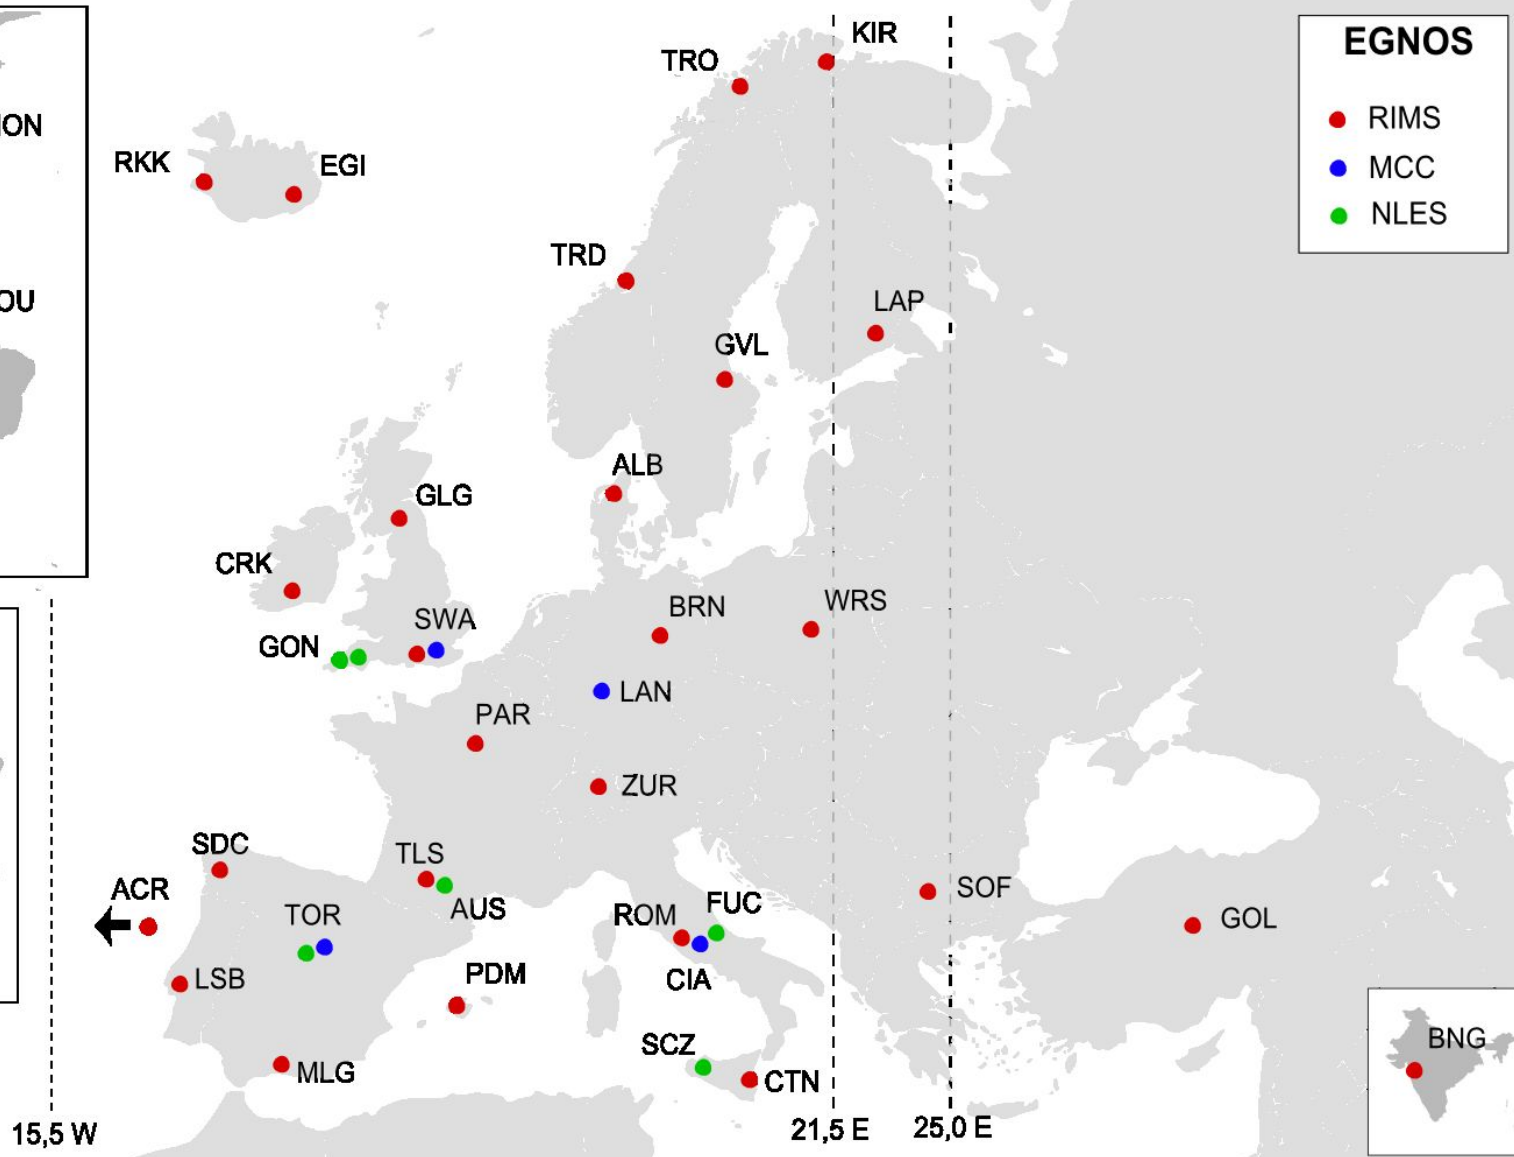 KIR
EGNOS
TRO
RIMS
ION
RKK
EGI
MCC
NLES
TRD
OU
LAP
GVL
ALB
GLG
CRK
BRN
WRS
SWA
GON
LAN
PAR
ZUR
SDC
TLS
ACR
SOF
AUS
FUC
TOR
ROM
GOL
LSB
PDM
CIA
BNG
SCZ
MLG
CTN
15,5 W
21,5 E
25,0 E